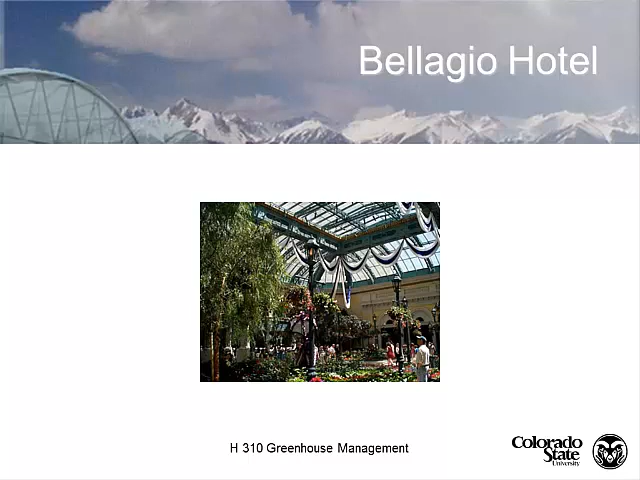 Bellagio Hotel
H 310 Greenhouse Management
Colorado
State
University